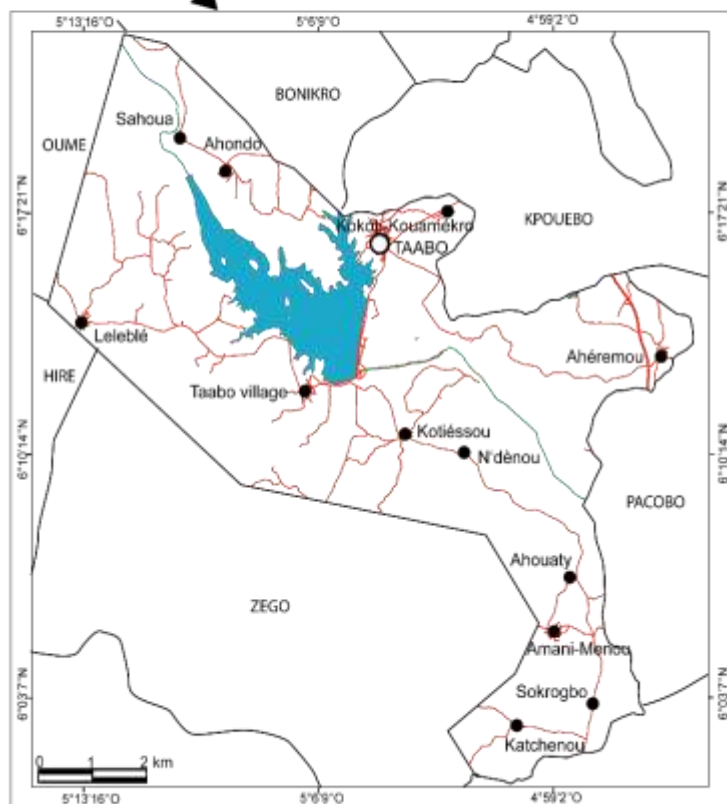 5°13'16"O 5°6'9"O 4°59'2"O
BONIKRO
Sahoua
OUME
Ahondo
6°17'21"N 6°17'21"N
KPOUEBO
Kokoti-Kouamekro
TAABO
Leleblé
Ahéremou
HIRE
Taabo village
Kotiéssou
6°10'14"N 6°10'14"N
N'dènou
PACOBO
Ahouaty
ZEGO
Amani-Menou
Sokrogbo
6°03'7"N 6°03'7"N
Katchenou
0 1 2 km
5°13'16"O 5°6'9"O 4°59'2"O